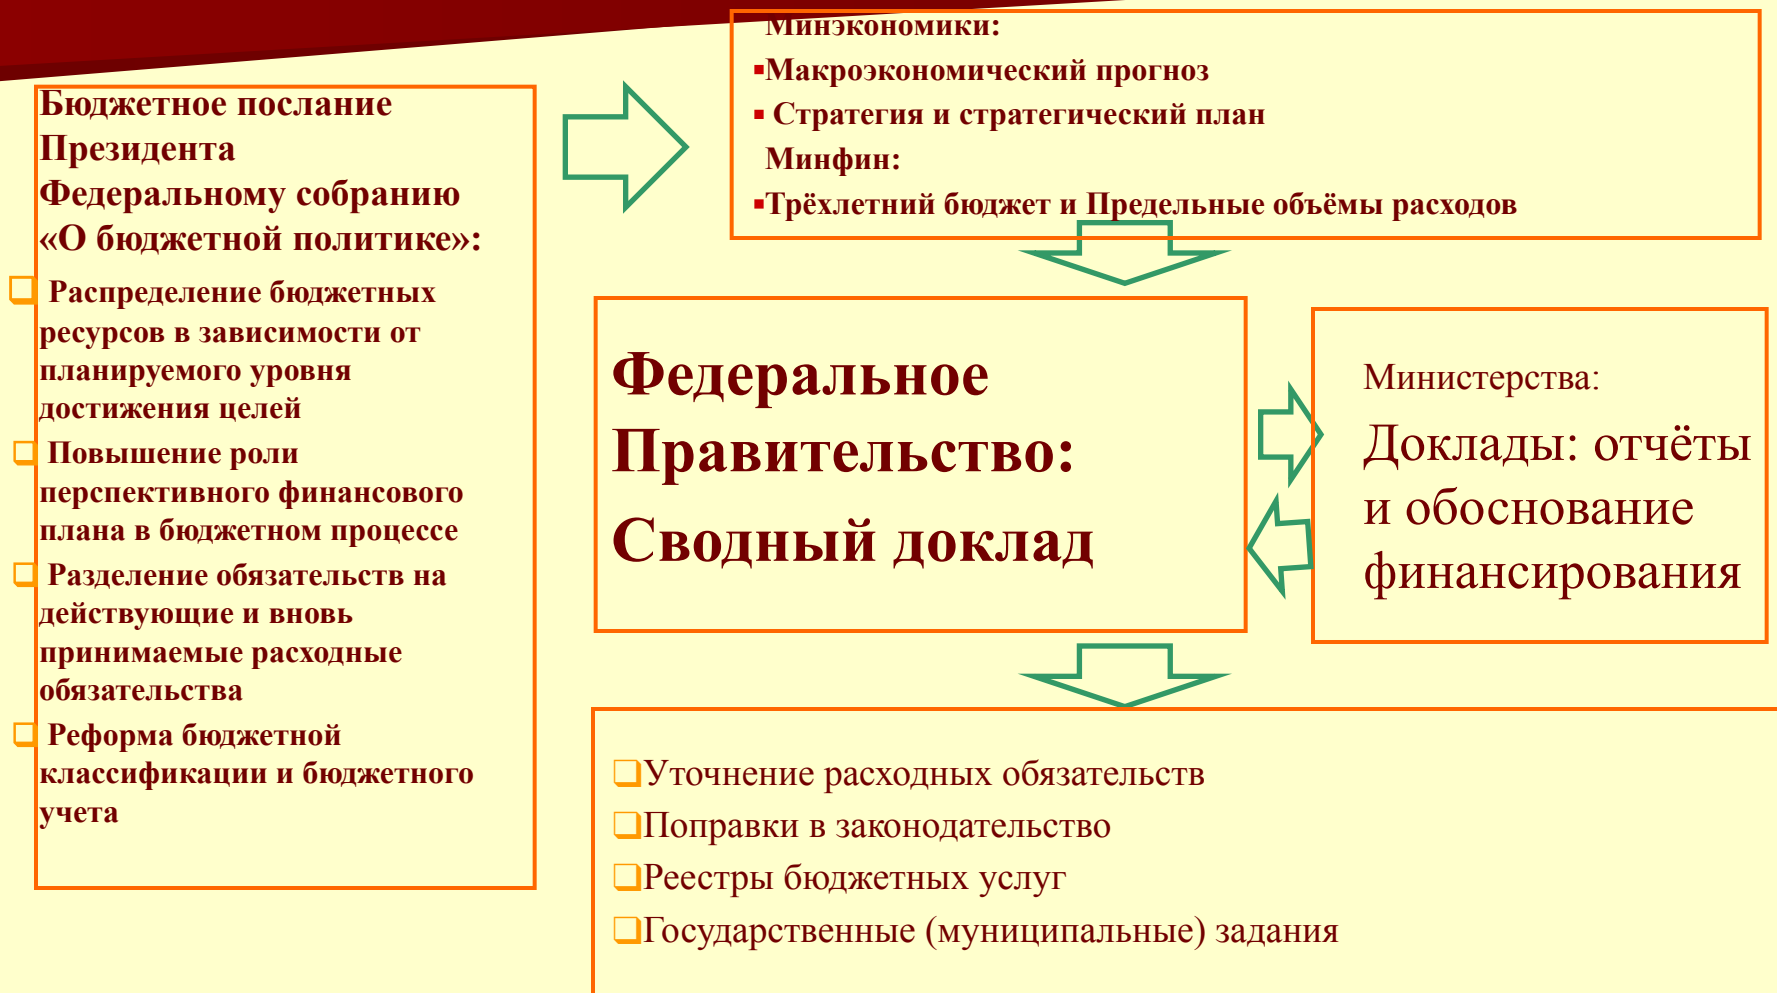 Бюджетное послание
Президента
Федеральному собранию
«О бюджетной политике»:
Распределение бюджетных
ресурсов в зависимости от
планируемого уровня
достижения целей
Повышение роли
перспективного финансового
плана в бюджетном процессе
Разделение обязательств на
действующие и вновь
принимаемые расходные
обязательства
Реформа бюджетной
классификации и бюджетного
учета
Минэкономики:
Макроэкономический прогноз
Стратегия и стратегический план
Минфин:
Трёхлетний бюджет и Предельные объёмы расходов
Федеральное
Правительство:
Сводный доклад
Министерства:
Доклады: отчёты
и обоснование
финансирования
Уточнение расходных обязательств
Поправки в законодательство
Реестры бюджетных услуг
Государственные (муниципальные) задания